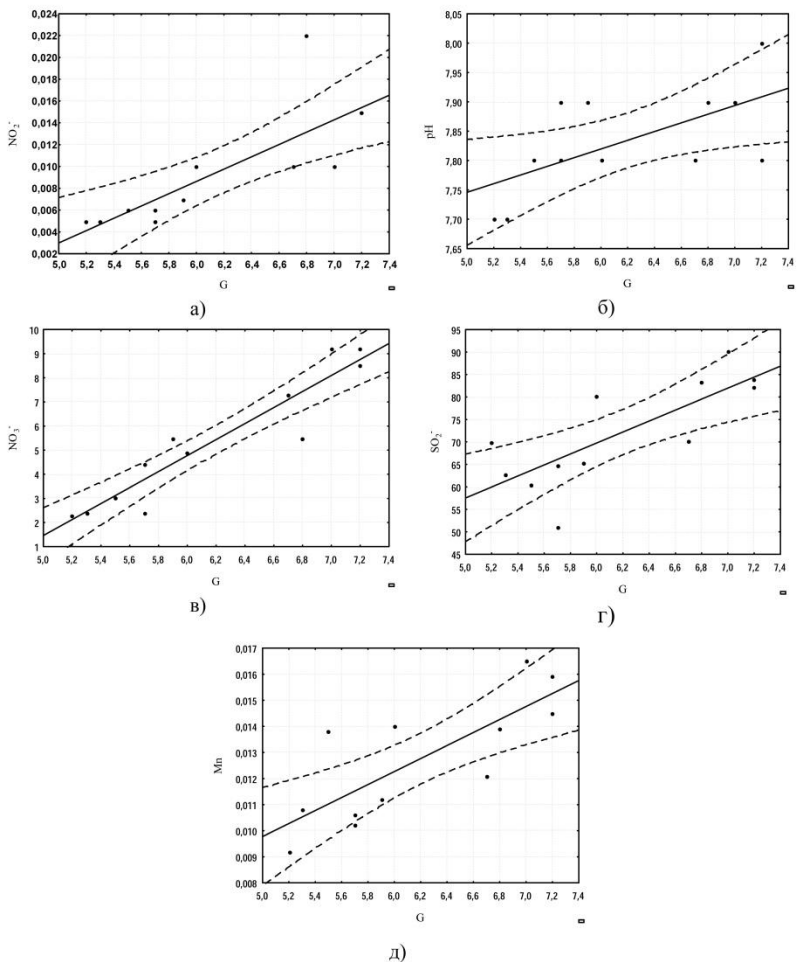 0,024
0,022
0,020
0,018
0,016
0,014
0,012
0,010
0,008
0,006
0,004
0,002
NO₂⁻
5,0 5,2 5,4 5,6 5,8 6,0 6,2 6,4 6,6 6,8 7,0 7,2 7,4
G
а)
8,05
8,00
7,95
7,90
7,85
7,80
7,75
7,70
7,65
pH
5,0 5,2 5,4 5,6 5,8 6,0 6,2 6,4 6,6 6,8 7,0 7,2 7,4
G
б)
10
9
8
7
6
5
4
3
2
1
NO₃⁻
5,0 5,2 5,4 5,6 5,8 6,0 6,2 6,4 6,6 6,8 7,0 7,2 7,4
G
в)
95
90
85
80
75
70
65
60
55
50
45
SO₂⁻
5,0 5,2 5,4 5,6 5,8 6,0 6,2 6,4 6,6 6,8 7,0 7,2 7,4
G
г)
0,017
0,016
0,015
0,014
0,013
0,012
0,011
0,010
0,009
0,008
Mn
5,0 5,2 5,4 5,6 5,8 6,0 6,2 6,4 6,6 6,8 7,0 7,2 7,4
G
д)